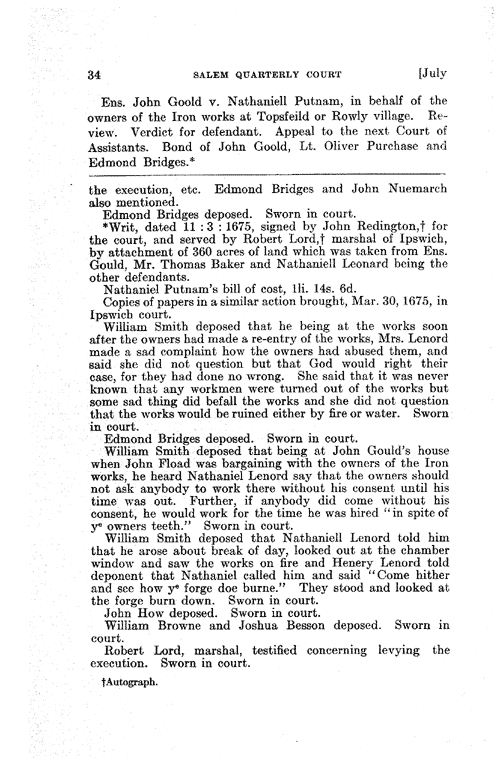 34 SALEM QUARTERLY COURT [July
Ens. John Goold v. Nathaniell Putnam, in behalf of the
owners of the Iron works at Topsfeild or Rowly village. Re-
view. Verdict for defendant. Appeal to the next Court of
Assistants. Bond of John Goold, Lt. Oliver Purchase and
Edmond Bridges.*
the execution, etc. Edmond Bridges and John Nuemarch
also mentioned.
Edmond Bridges deposed. Sworn in court.
*Writ, dated 11 : 3 : 1675, signed by John Redington,† for
the court, and served by Robert Lord,† marshal of Ipswich,
by attachment of 360 acres of land which was taken from Ens.
Gould, Mr. Thomas Baker and Nathaniell Leonard being the
other defendants.
Nathaniel Putnam's bill of cost, 1li. 14s. 6d.
Copies of papers in a similar action brought, Mar. 30, 1675, in
Ipswich court.
William Smith deposed that he being at the works soon
after the owners had made a re-entry of the works, Mrs. Lenord
made a sad complaint how the owners had abused them, and
said she did not question but that God would right their
case, for they had done no wrong. She said that it was never
known that any workmen were turned out of the works but
some sad thing did befall the works and she did not question
that the works would be ruined either by fire or water. Sworn
in court.
Edmond Bridges deposed. Sworn in court.
William Smith deposed that being at John Gould's house
when John Fload was bargaining with the owners of the Iron
works, he heard Nathaniel Lenord say that the owners should
not ask anybody to work there without his consent until his
time was out. Further, if anybody did come without his
consent, he would work for the time he was hired "in spite of
yᵉ owners teeth." Sworn in court.
William Smith deposed that Nathaniell Lenord told him
that he arose about break of day, looked out at the chamber
window and saw the works on fire and Henery Lenord told
deponent that Nathaniel called him and said "Come hither
and see how yᵉ forge doe burne." They stood and looked at
the forge burn down. Sworn in court.
John How deposed. Sworn in court.
William Browne and Joshua Besson deposed. Sworn in
court.
Robert Lord, marshal, testified concerning levying the
execution. Sworn in court.
†Autograph.